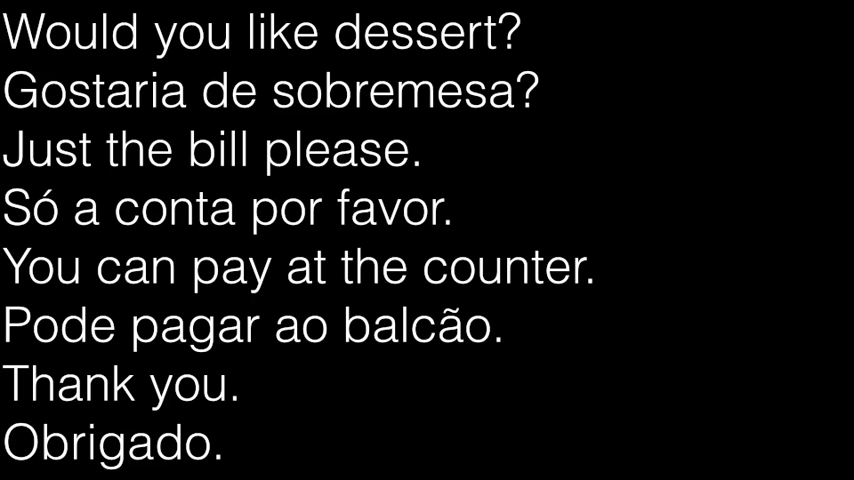 Would you like dessert?
Gostaria de sobremesa?
Just the bill please.
Só a conta por favor.
You can pay at the counter.
Pode pagar ao balcão.
Thank you.
Obrigado.